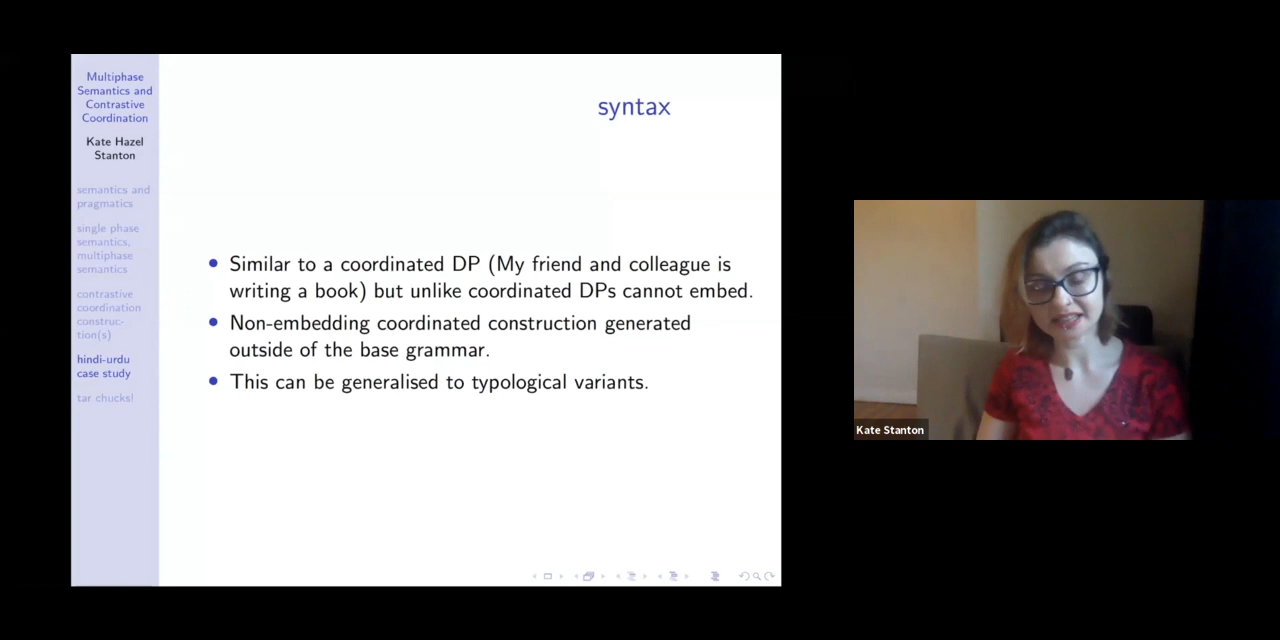 Multiphase
Semantics and
Contrastive
Coordination
Kate Hazel
Stanton
semantics and
pragmatics
single phase
semantics,
multiphase
semantics
contrastive
coordination
construc-
tion(s)
hindi-urdu
case study
tar chucks!
syntax
Similar to a coordinated DP (My friend and colleague is
writing a book) but unlike coordinated DPs cannot embed.
Non-embedding coordinated construction generated
outside of the base grammar.
This can be generalised to typological variants.
Kate Stanton